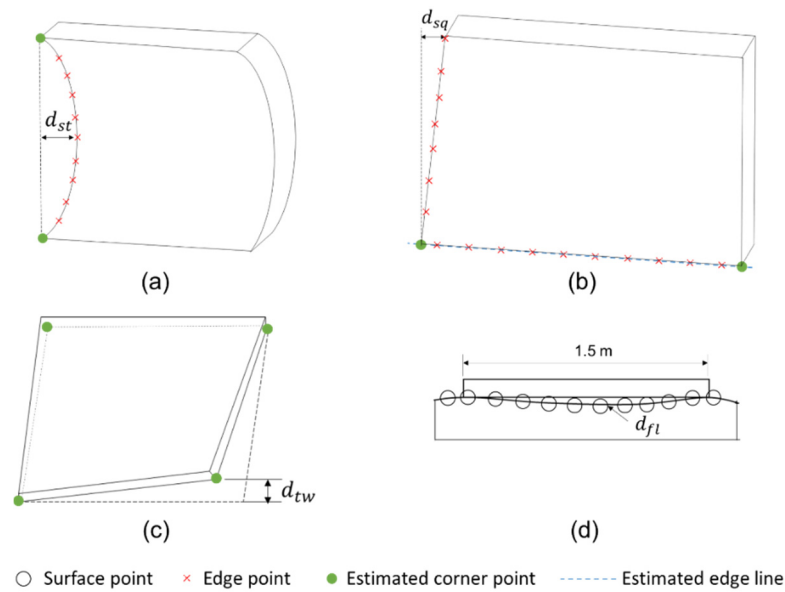 d_st
(a)
d_sq
(b)
d_tw
(c)
1.5 m
d_fl
(d)
Surface point
Edge point
Estimated corner point
Estimated edge line